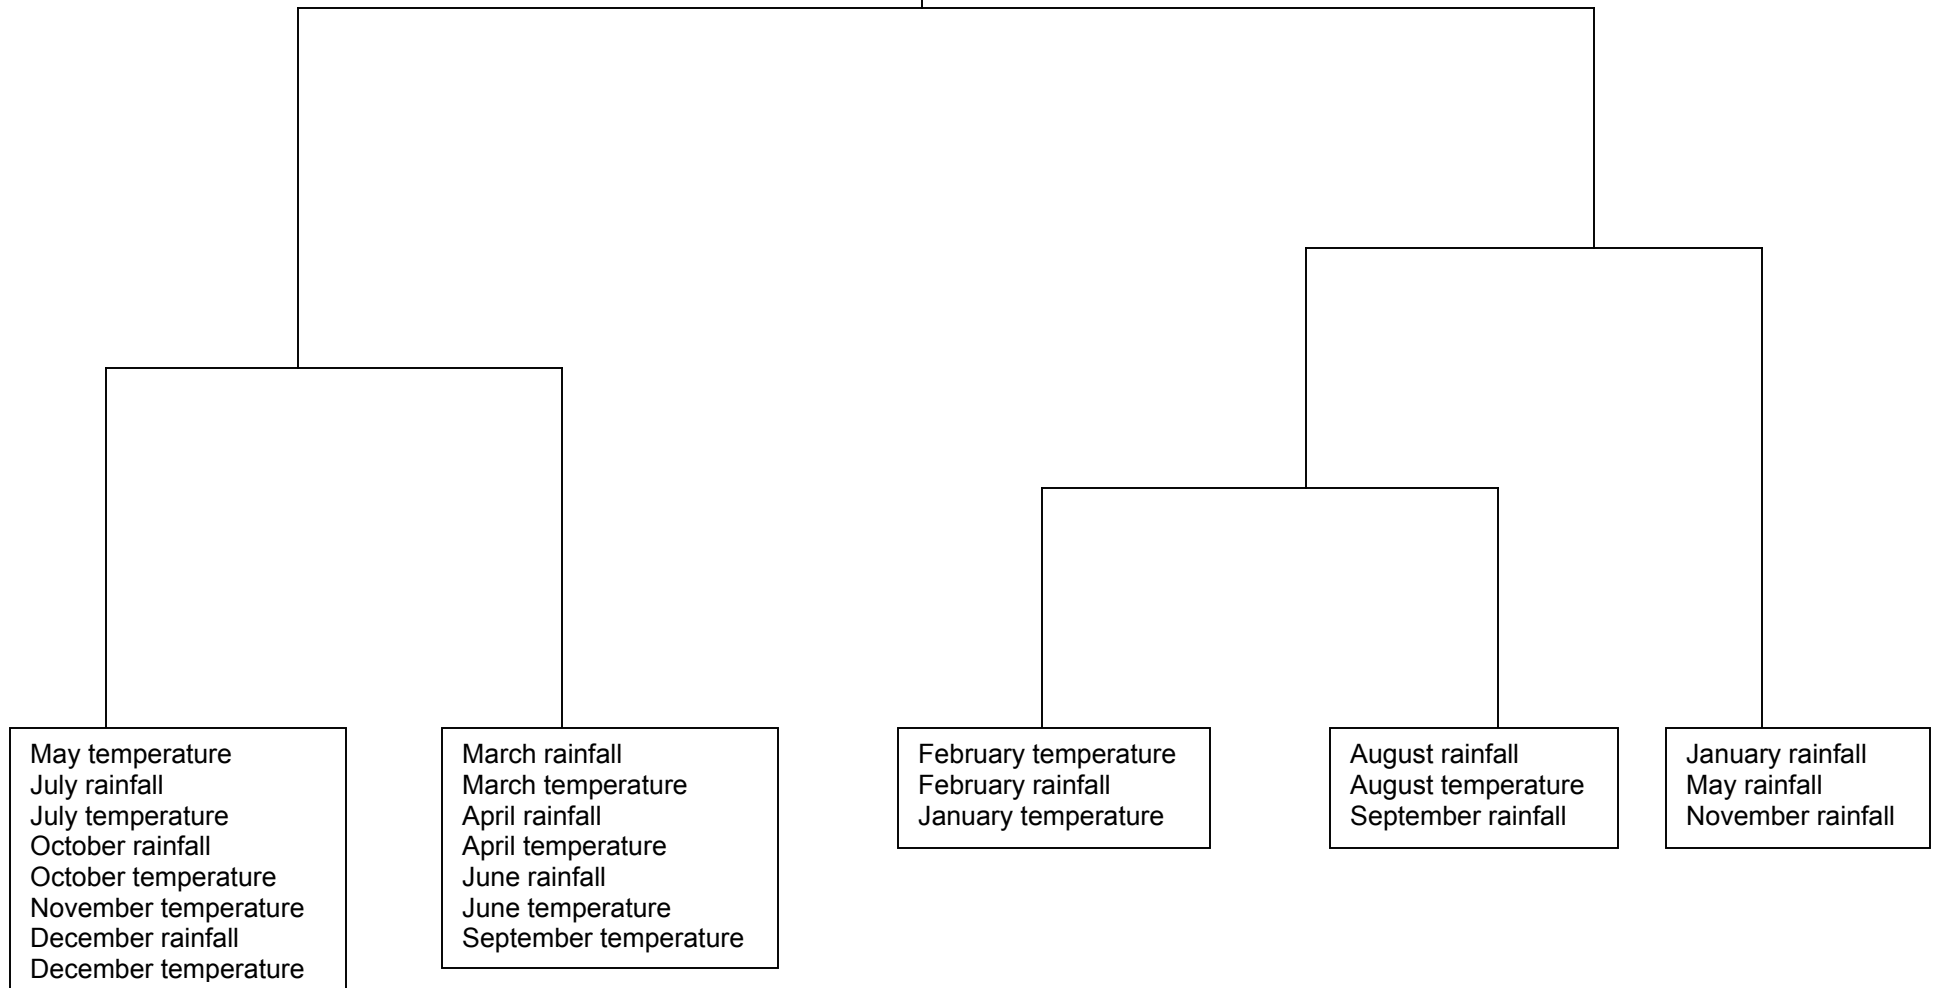 May temperature
July rainfall
July temperature
October rainfall
October temperature
November temperature
December rainfall
December temperature
March rainfall
March temperature
April rainfall
April temperature
June rainfall
June temperature
September temperature
February temperature
February rainfall
January temperature
August rainfall
August temperature
September rainfall
January rainfall
May rainfall
November rainfall